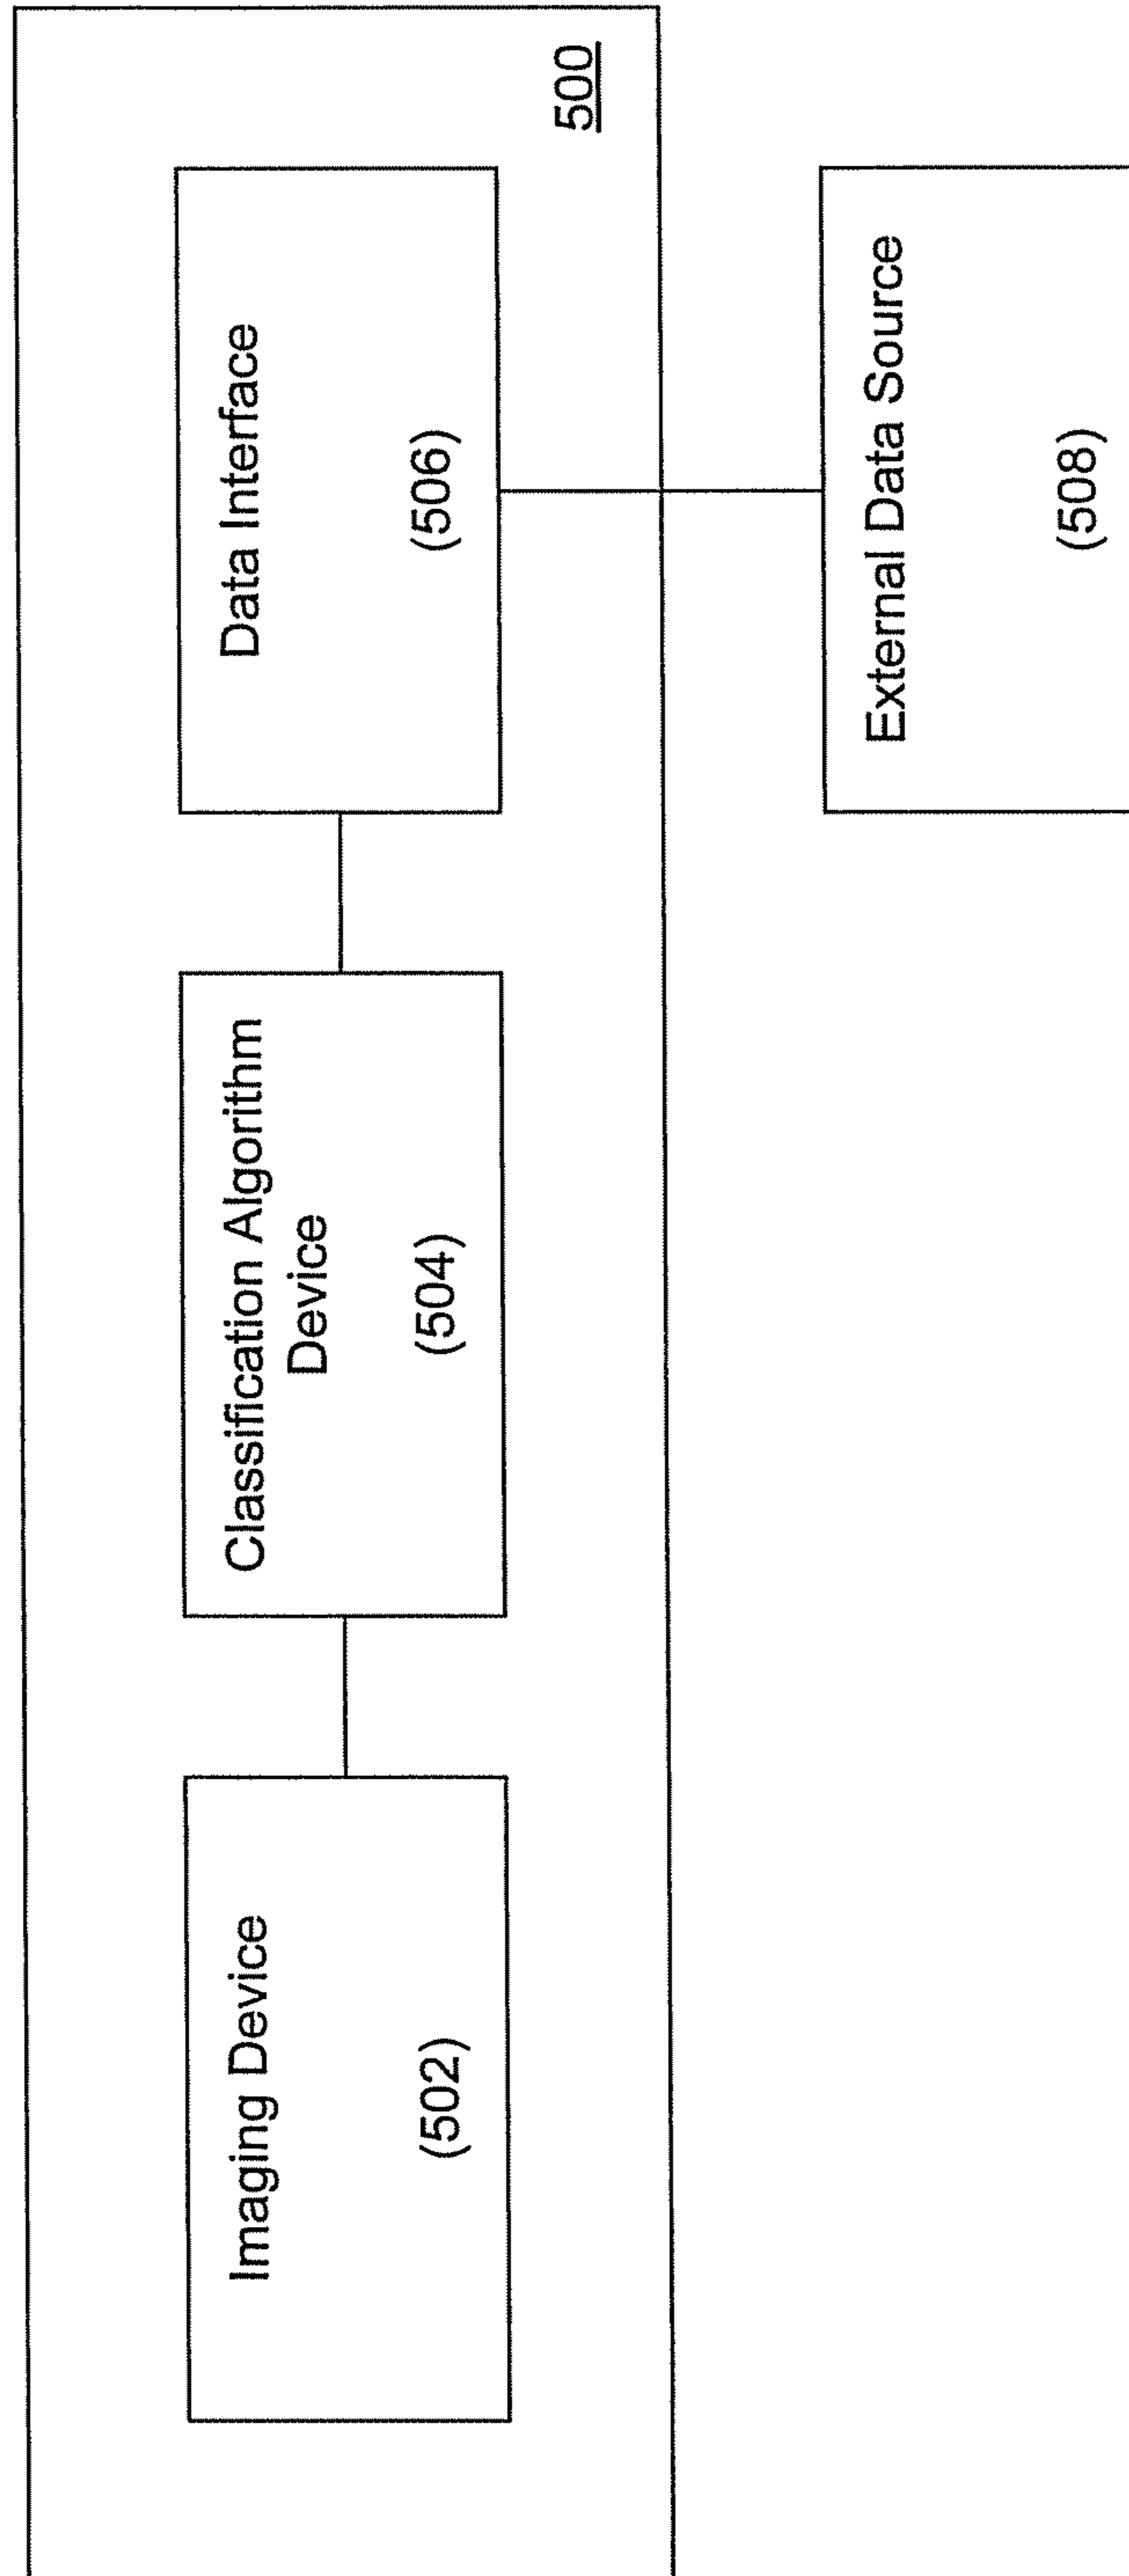 Imaging Device
(502)
Classification Algorithm
Device
(504)
Data Interface
(506)
500
External Data Source
(508)